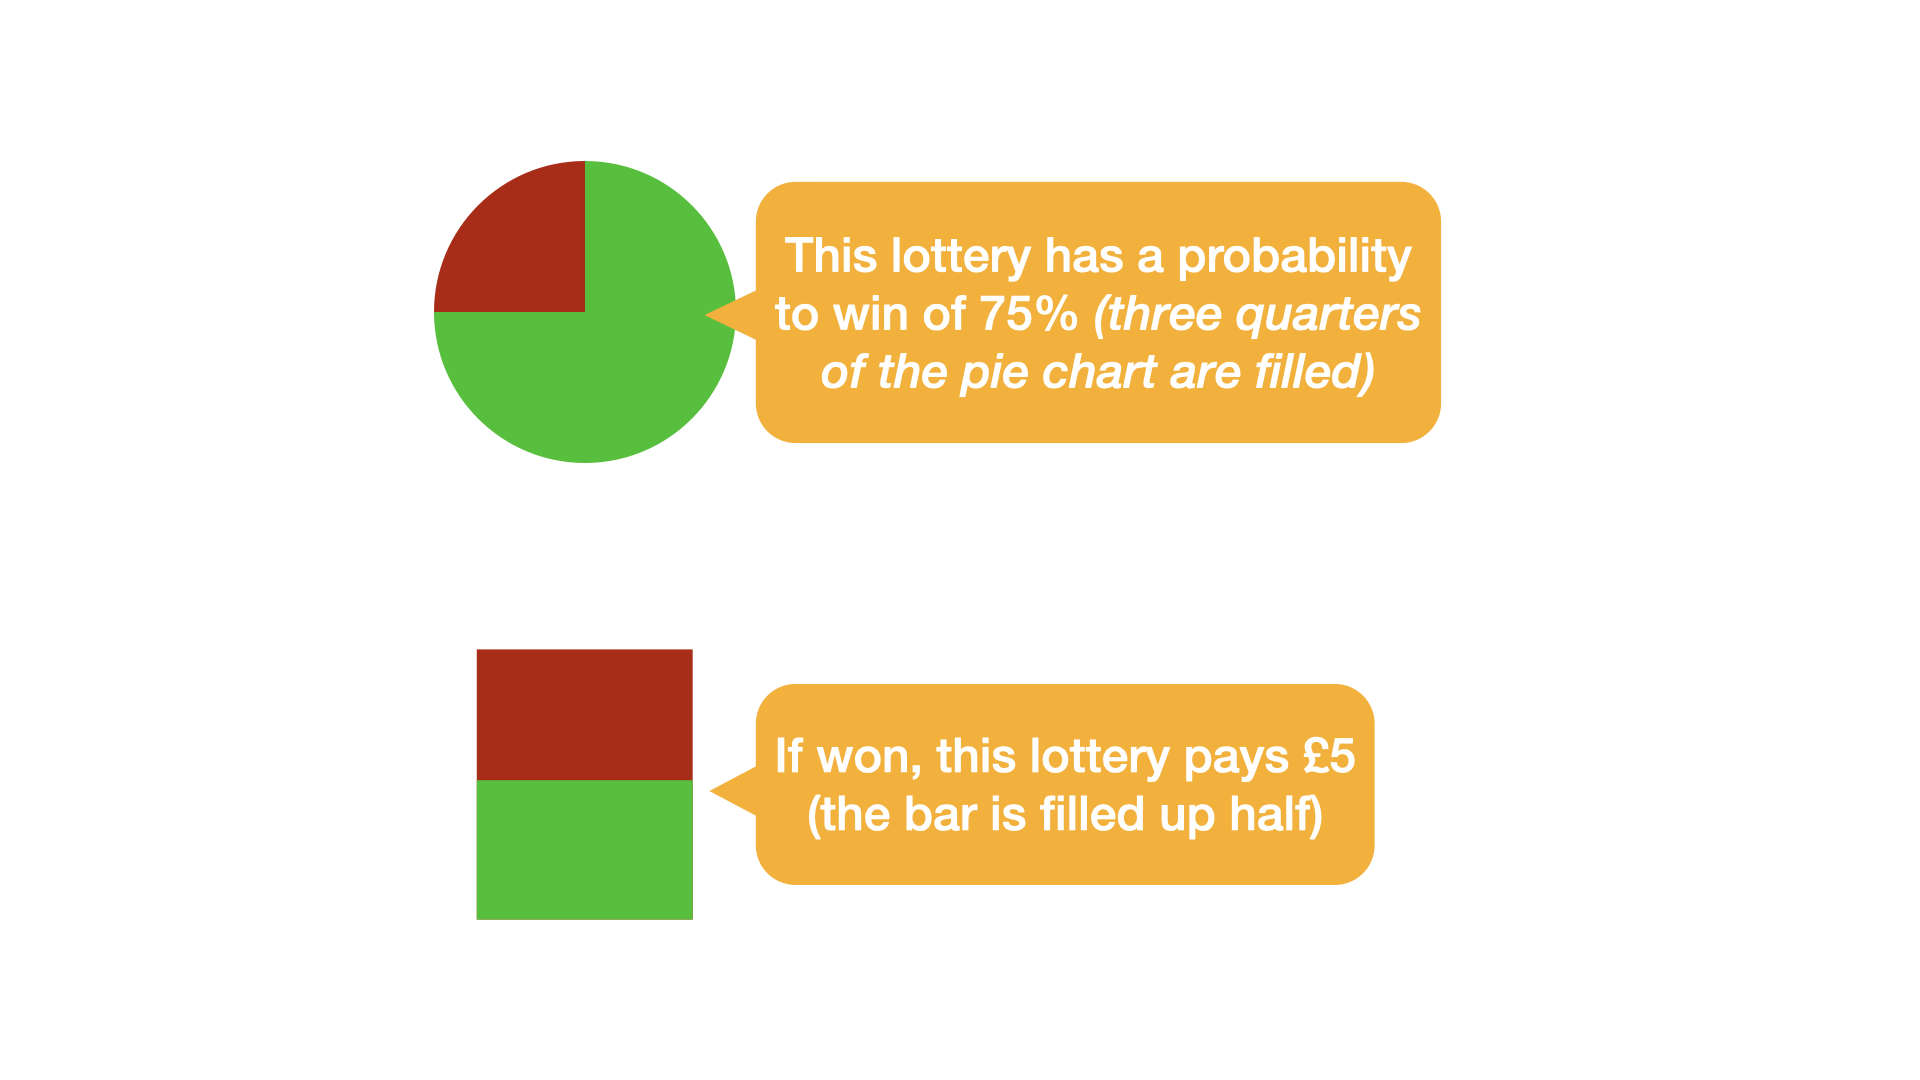 This lottery has a probability
to win of 75% (three quarters
of the pie chart are filled)
If won, this lottery pays £5
(the bar is filled up half)